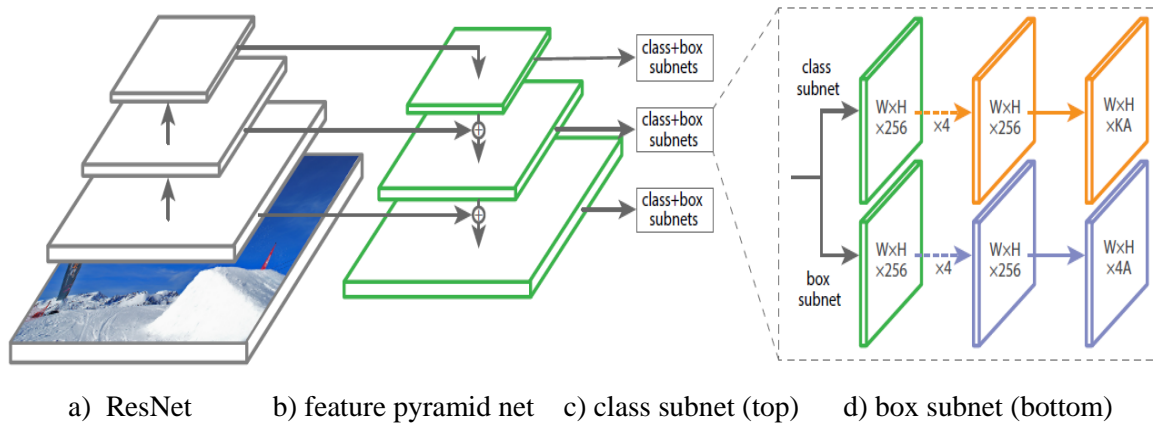 class+box
subnets
class+box
subnets
class+box
subnets
+
+
class
subnet
W×H
×256
×4
W×H
×256
W×H
×KA
box
subnet
W×H
×256
×4
W×H
×256
W×H
×4A
a) ResNet
b) feature pyramid net
c) class subnet (top)
d) box subnet (bottom)